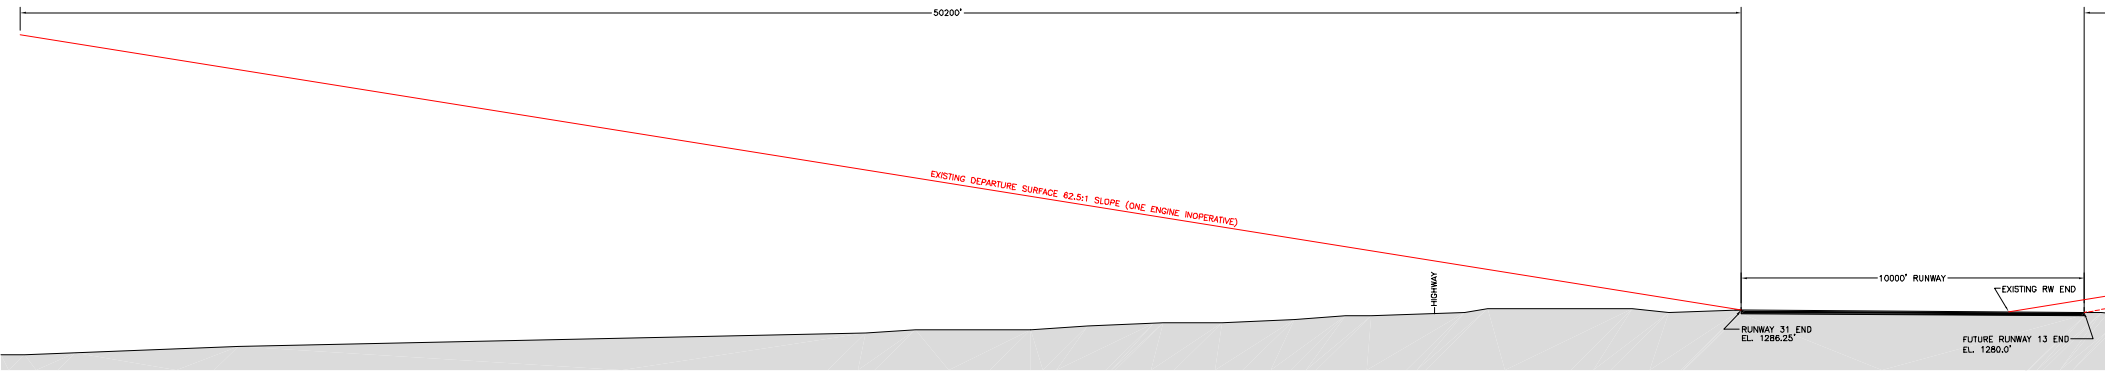 50200'
EXISTING DEPARTURE SURFACE 62.5:1 SLOPE (ONE ENGINE INOPERATIVE)
HIGHWAY
10000' RUNWAY
EXISTING RW END
RUNWAY 31 END
EL. 1286.25'
FUTURE RUNWAY 13 END
EL. 1280.0'